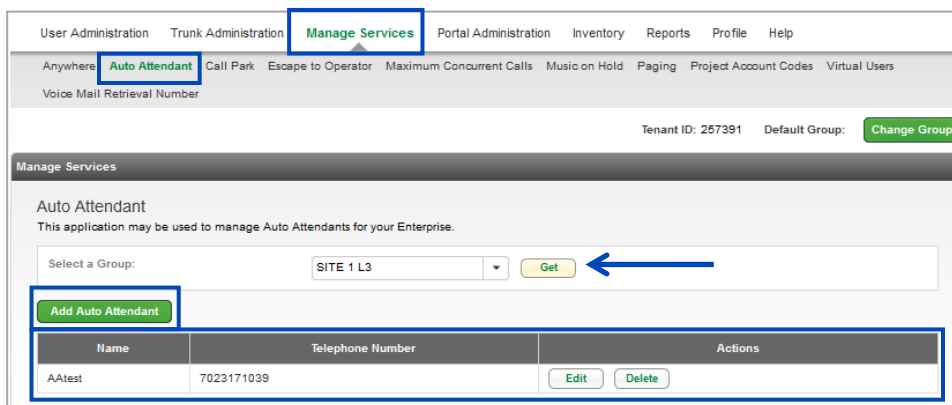 User Administration Trunk Administration Manage Services Portal Administration Inventory Reports Profile Help
Anywhere Auto Attendant Call Park Escape to Operator Maximum Concurrent Calls Music on Hold Paging Project Account Codes Virtual Users
Voice Mail Retrieval Number
Tenant ID: 257391 Default Group: Change Group
Manage Services
Auto Attendant
This application may be used to manage Auto Attendants for your Enterprise.
Select a Group: SITE 1 L3 Get
Add Auto Attendant
Name Telephone Number Actions
AAtest 7023171039 Edit Delete